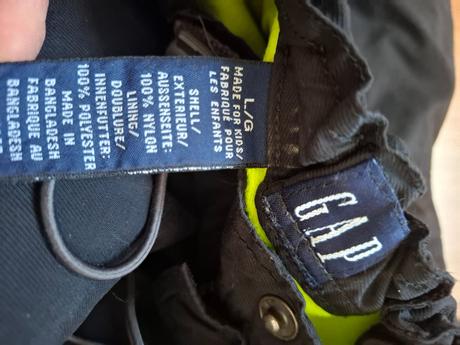 L/G
MADE FOR KIDS/
FABRIQUÉ POUR
LES ENFANTS
SHELL/
EXTERIEUR/
AUSSENSEITE:
100% NYLON
LINING/
DOUBLURE/
INNENFUTTER:
100% POLYESTER
MADE IN
BANGLADESH
FABRIQUE AU
BANGLADESH
GAP